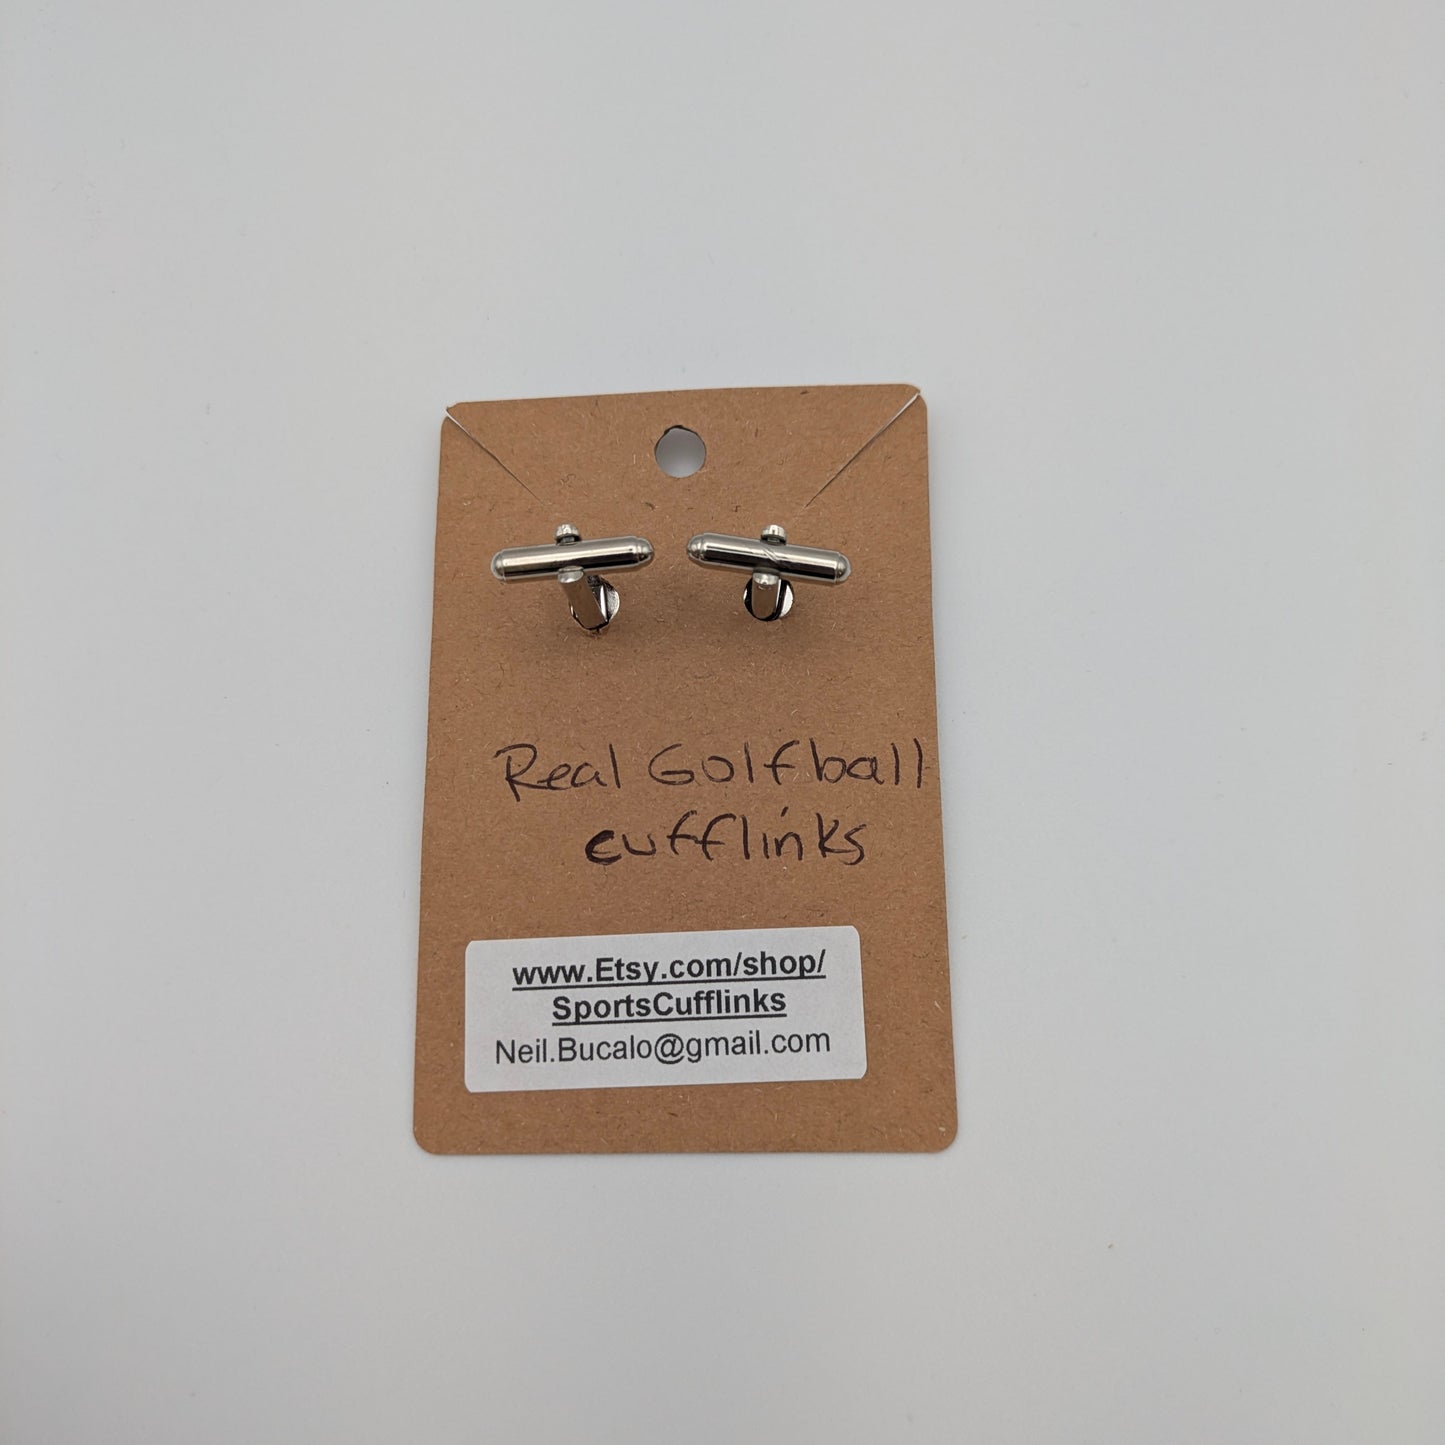 Real Golfball
cufflinks
www.Etsy.com/shop/
SportsCufflinks
Neil.Bucalo@gmail.com